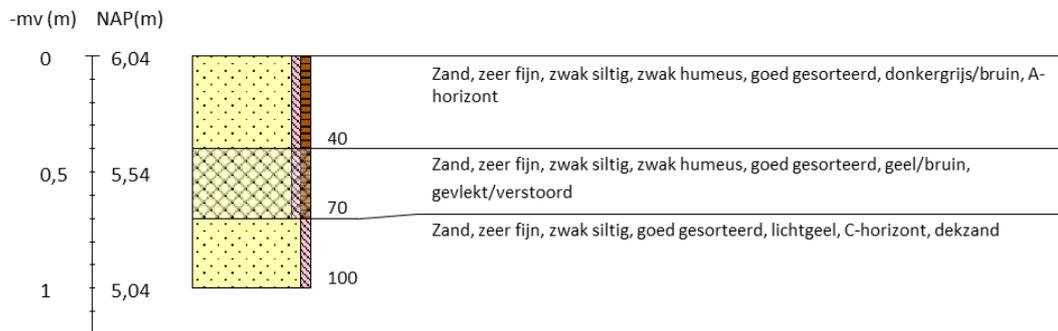 -mv (m) NAP(m)
0 6,04
Zand, zeer fijn, zwak siltig, zwak humeus, goed gesorteerd, donkergrijs/bruin, A-
horizont
40
0,5 5,54
Zand, zeer fijn, zwak siltig, zwak humeus, goed gesorteerd, geel/bruin,
gevlekt/verstoord
70
Zand, zeer fijn, zwak siltig, goed gesorteerd, lichtgeel, C-horizont, dekzand
100
1 5,04